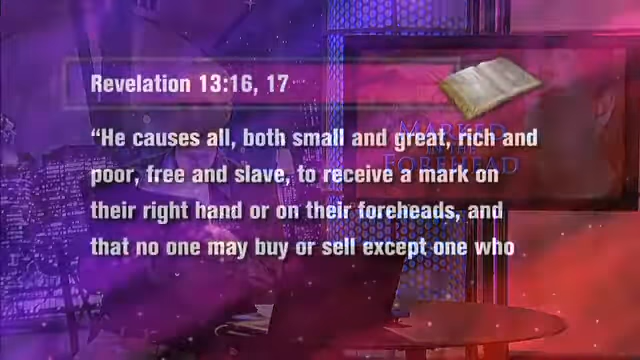 Revelation 13:16, 17
“He causes all, both small and great, rich and
poor, free and slave, to receive a mark on
their right hand or on their foreheads, and
that no one may buy or sell except one who
MARKED
FOREHEAD